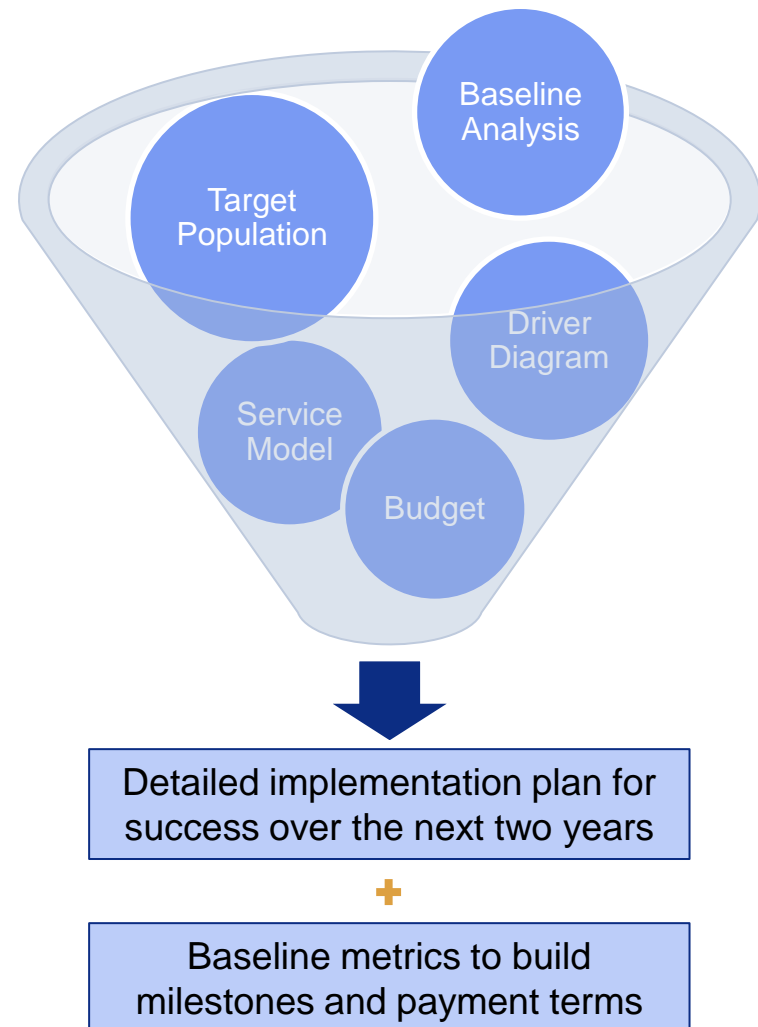 Baseline
Analysis
Target
Population
Driver
Diagram
Service
Model
Budget
Detailed implementation plan for
success over the next two years
+
Baseline metrics to build
milestones and payment terms